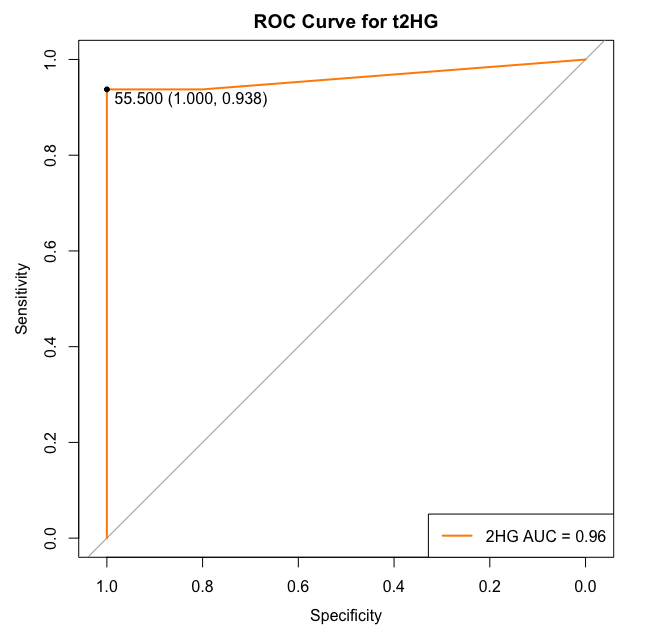 ROC Curve for t2HG
55.500 (1.000, 0.938)
1.0
0.8
0.6
0.4
0.2
0.0
Sensitivity
2HG AUC = 0.96
1.0 0.8 0.6 0.4 0.2 0.0
Specificity